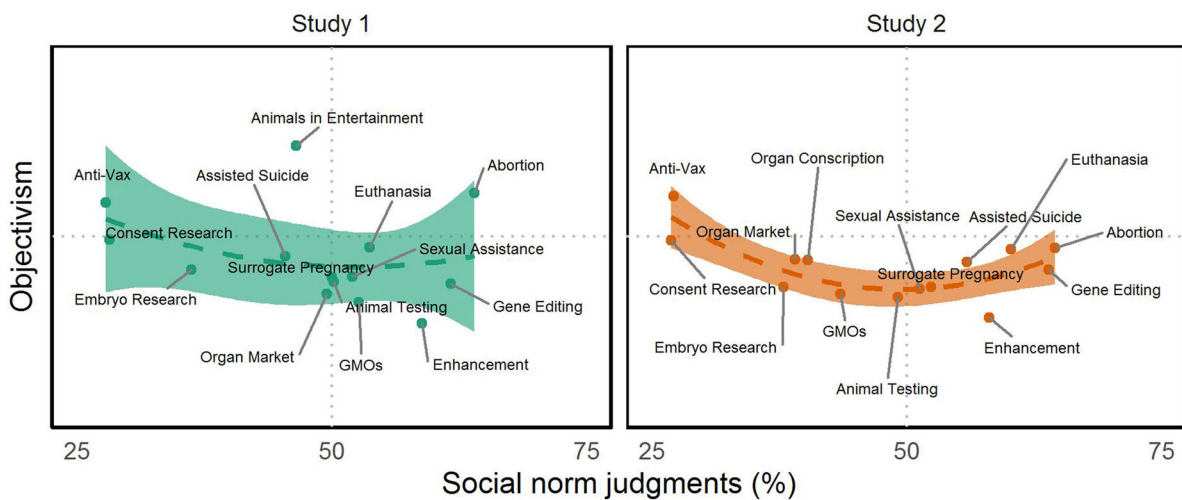 Study 1
Study 2
Objectivism
Animals in Entertainment
Anti-Vax
Assisted Suicide
Abortion
Euthanasia
Consent Research
Sexual Assistance
Surrogate Pregnancy
Embryo Research
Animal Testing
Gene Editing
Organ Market
GMOs
Enhancement
Anti-Vax
Organ Conscription
Euthanasia
Sexual Assistance
Assisted Suicide
Organ Market
Abortion
Surrogate Pregnancy
Consent Research
Gene Editing
GMOs
Embryo Research
Enhancement
Animal Testing
25
50
75
25
50
75
Social norm judgments (%)